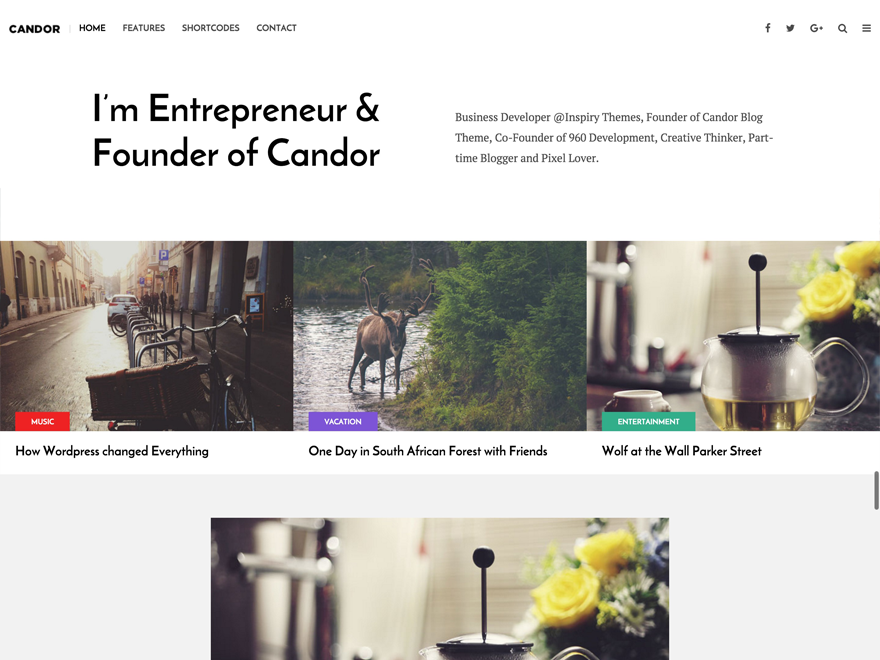 CANDOR HOME FEATURES SHORTCODES CONTACT
I'm Entrepreneur &
Founder of Candor
Business Developer @Inspiry Themes, Founder of Candor Blog
Theme, Co-Founder of 960 Development, Creative Thinker, Part-
time Blogger and Pixel Lover.
P
MUSIC
How Wordpress changed Everything
VACATION
One Day in South African Forest with Friends
ENTERTAINMENT
Wolf at the Wall Parker Street